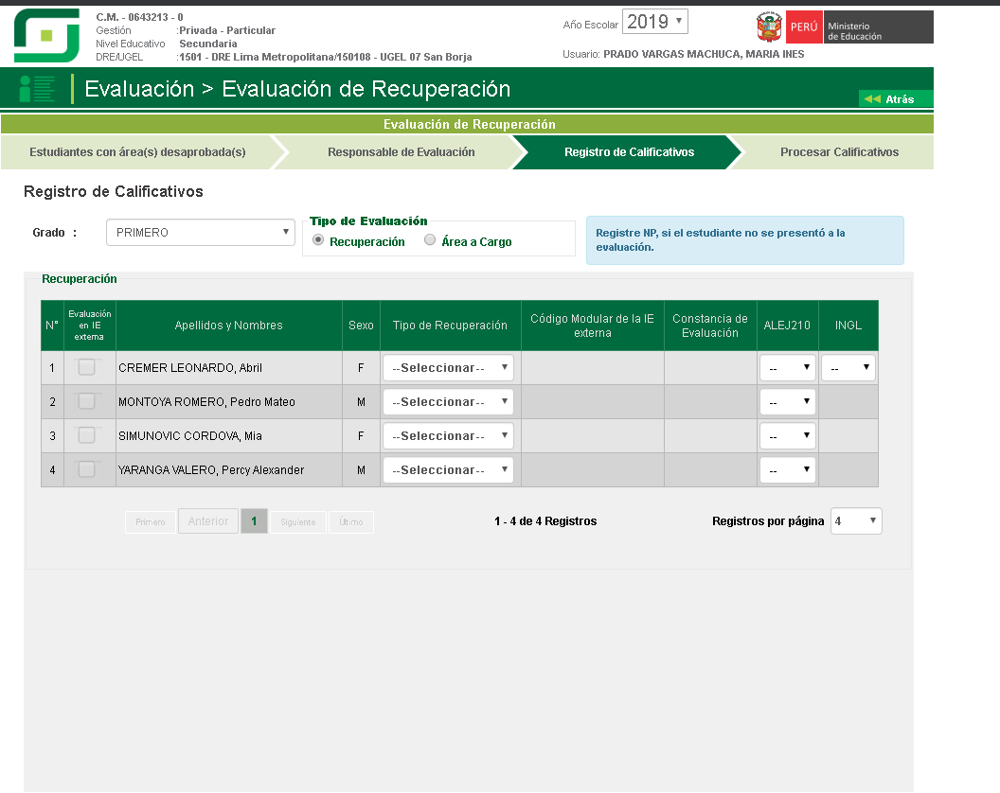 C.M. - 0643213 - 0
Gestión :Privada - Particular
Nivel Educativo Secundaria
DRE/UGEL :1501 - DRE Lima Metropolitana/150108 - UGEL 07 San Borja
Año Escolar 2019
Usuario: PRADO VARGAS MACHUCA, MARIA INES
PERÚ Ministerio
de Educación
Evaluación > Evaluación de Recuperación
Atrás
Evaluación de Recuperación
Estudiantes con área(s) desaprobada(s) Responsable de Evaluación Registro de Calificativos Procesar Calificativos
Registro de Calificativos
Grado : PRIMERO
Tipo de Evaluación
Recuperación Área a Cargo
Registre NP, si el estudiante no se presentó a la
evaluación.
Recuperación
N° Evaluación en IE externa Apellidos y Nombres Sexo Tipo de Recuperación Código Modular de la IE externa Constancia de Evaluación ALEJ210 INGL
1 CREMER LEONARDO, Abril F --Seleccionar-- -- --
2 MONTOYA ROMERO, Pedro Mateo M --Seleccionar-- --
3 SIMUNOVIC CORDOVA, Mia F --Seleccionar-- --
4 YARANGA VALERO, Percy Alexander M --Seleccionar-- --
Primero Anterior 1 Siguiente Último 1 - 4 de 4 Registros Registros por página 4